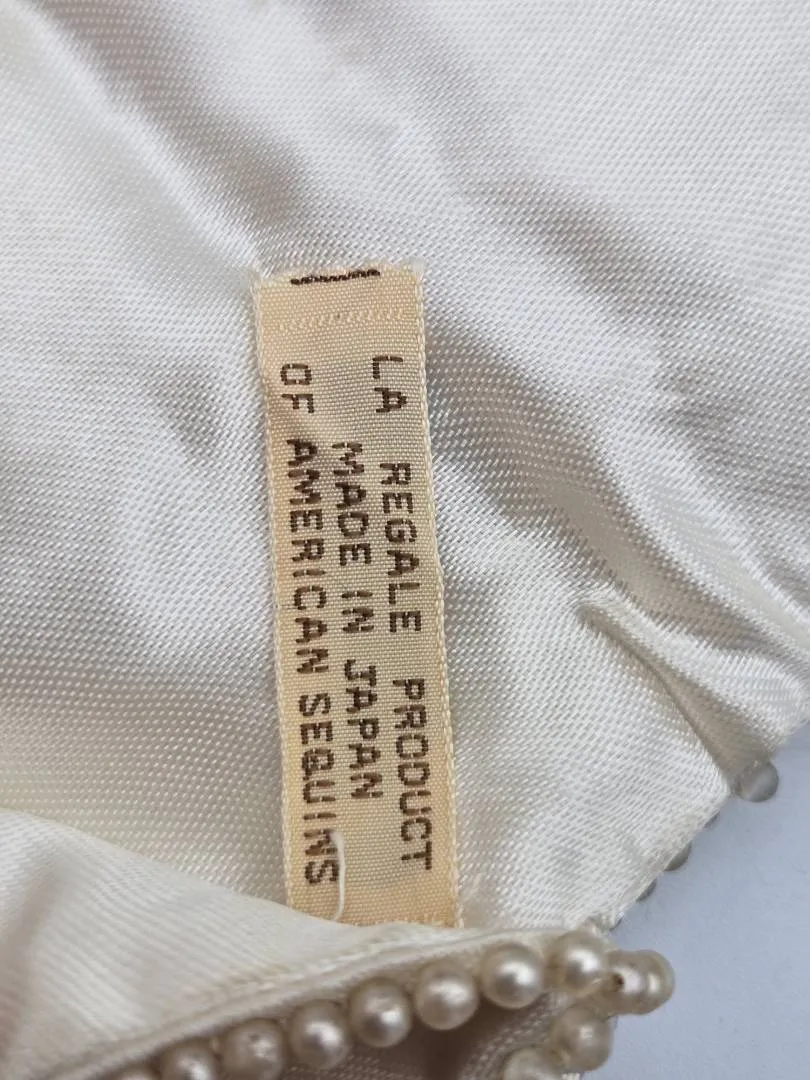 LA REGALE PRODUCT
MADE IN JAPAN
OF AMERICAN SEQUINS